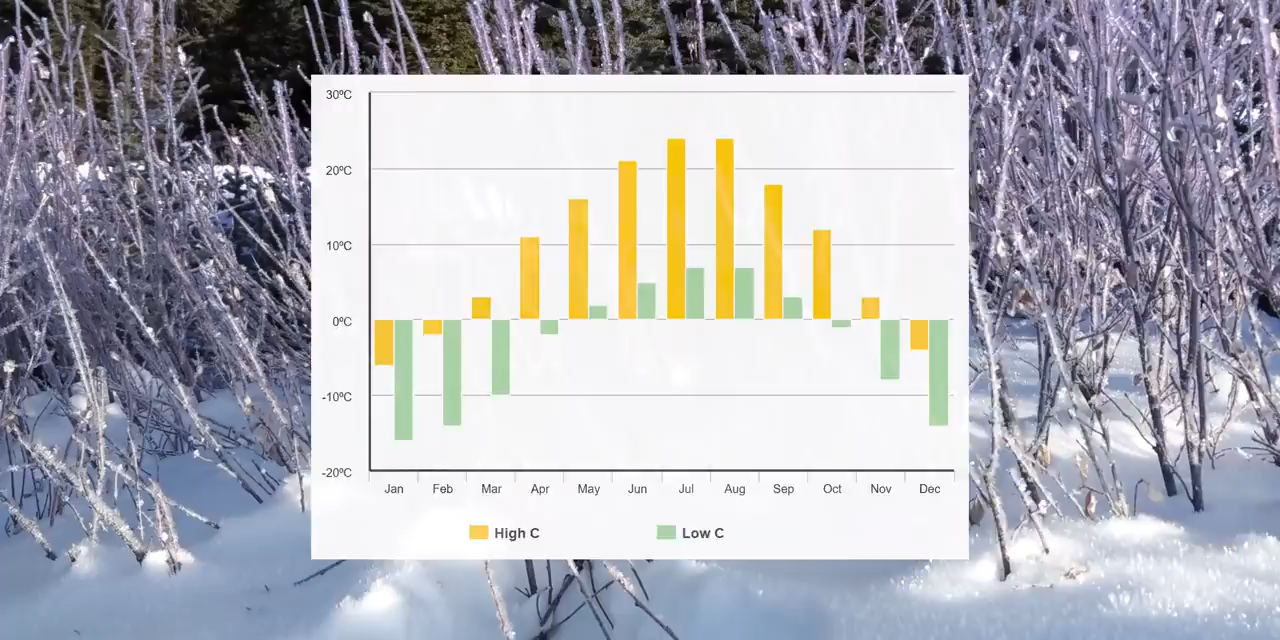 30ºC
20ºC
10ºC
0ºC
-10ºC
-20ºC
Jan Feb Mar Apr May Jun Jul Aug Sep Oct Nov Dec
High C Low C